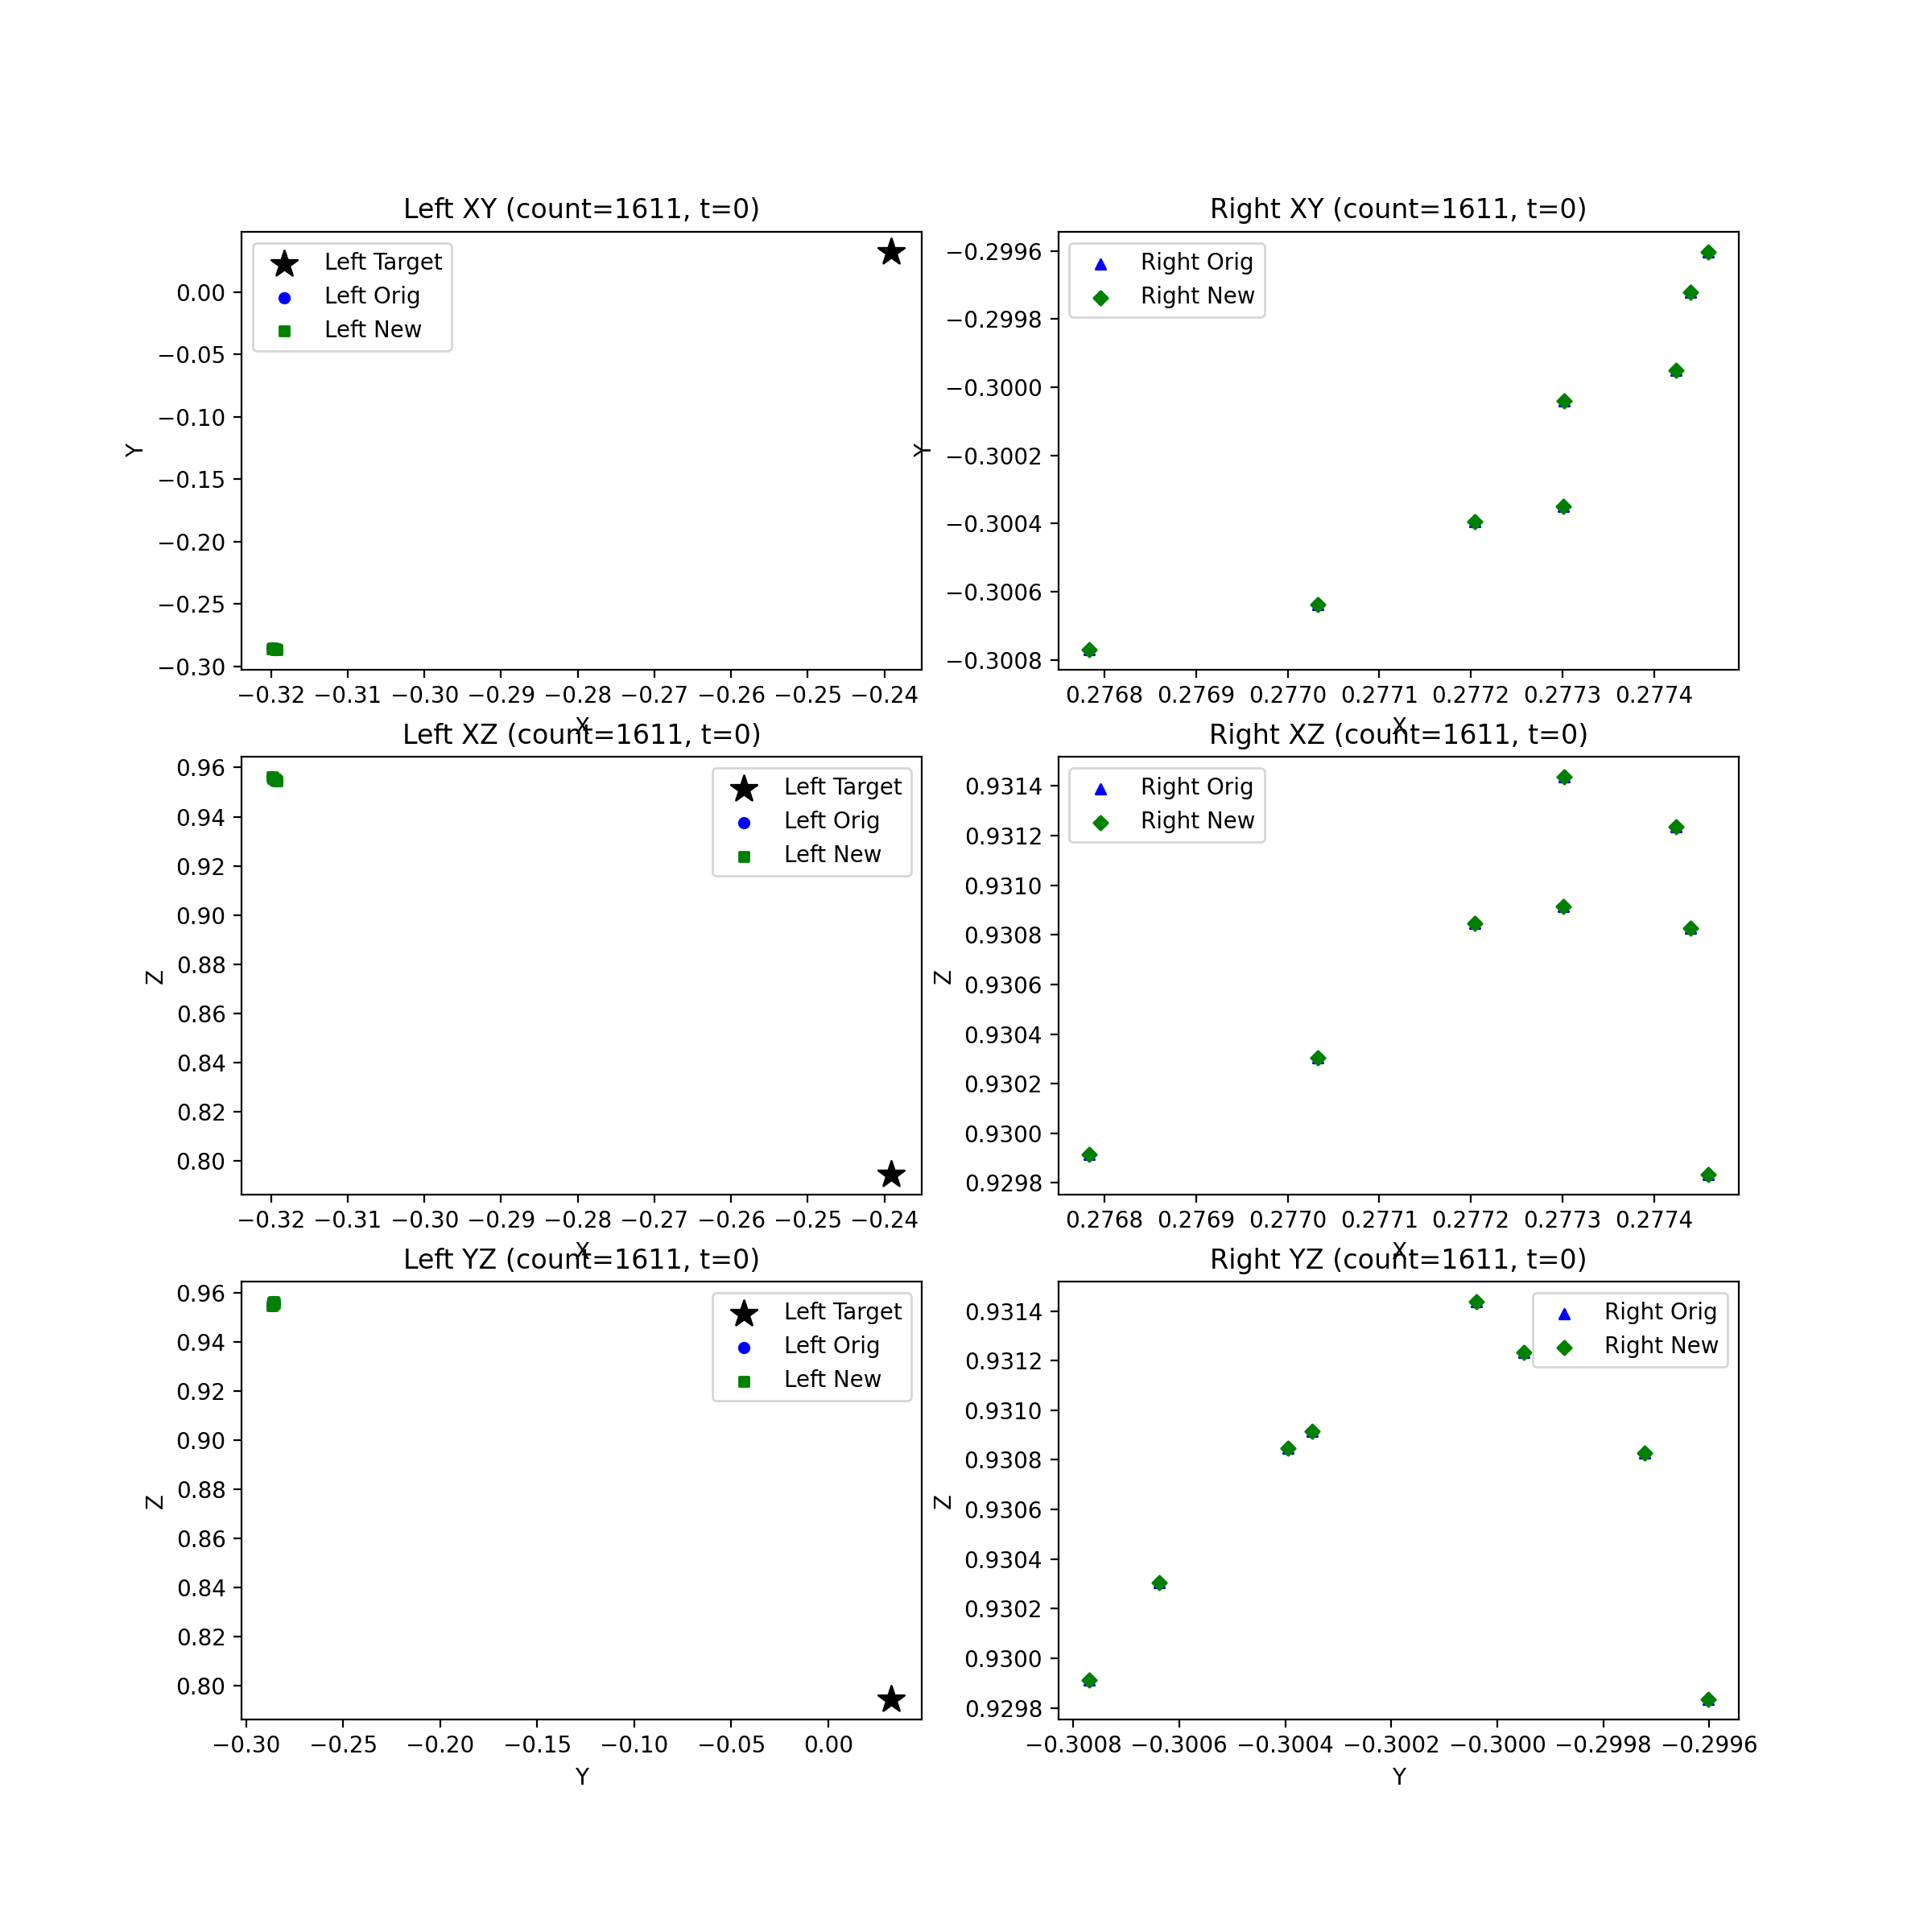 Left XY (count=1611, t=0)
Left Target
Left Orig
Left New
Y
0.00
−0.05
−0.10
−0.15
−0.20
−0.25
−0.30
−0.32 −0.31 −0.30 −0.29 −0.28 −0.27 −0.26 −0.25 −0.24
X
Right XY (count=1611, t=0)
Right Orig
Right New
Y
−0.2996
−0.2998
−0.3000
−0.3002
−0.3004
−0.3006
−0.3008
0.2768 0.2769 0.2770 0.2771 0.2772 0.2773 0.2774
X
Left XZ (count=1611, t=0)
Left Target
Left Orig
Left New
Z
0.96
0.94
0.92
0.90
0.88
0.86
0.84
0.82
0.80
−0.32 −0.31 −0.30 −0.29 −0.28 −0.27 −0.26 −0.25 −0.24
X
Right XZ (count=1611, t=0)
Right Orig
Right New
Z
0.9314
0.9312
0.9310
0.9308
0.9306
0.9304
0.9302
0.9300
0.9298
0.2768 0.2769 0.2770 0.2771 0.2772 0.2773 0.2774
X
Left YZ (count=1611, t=0)
Left Target
Left Orig
Left New
Z
0.96
0.94
0.92
0.90
0.88
0.86
0.84
0.82
0.80
−0.30 −0.25 −0.20 −0.15 −0.10 −0.05 0.00
Y
Right YZ (count=1611, t=0)
Right Orig
Right New
Z
0.9314
0.9312
0.9310
0.9308
0.9306
0.9304
0.9302
0.9300
0.9298
−0.3008 −0.3006 −0.3004 −0.3002 −0.3000 −0.2998 −0.2996
Y